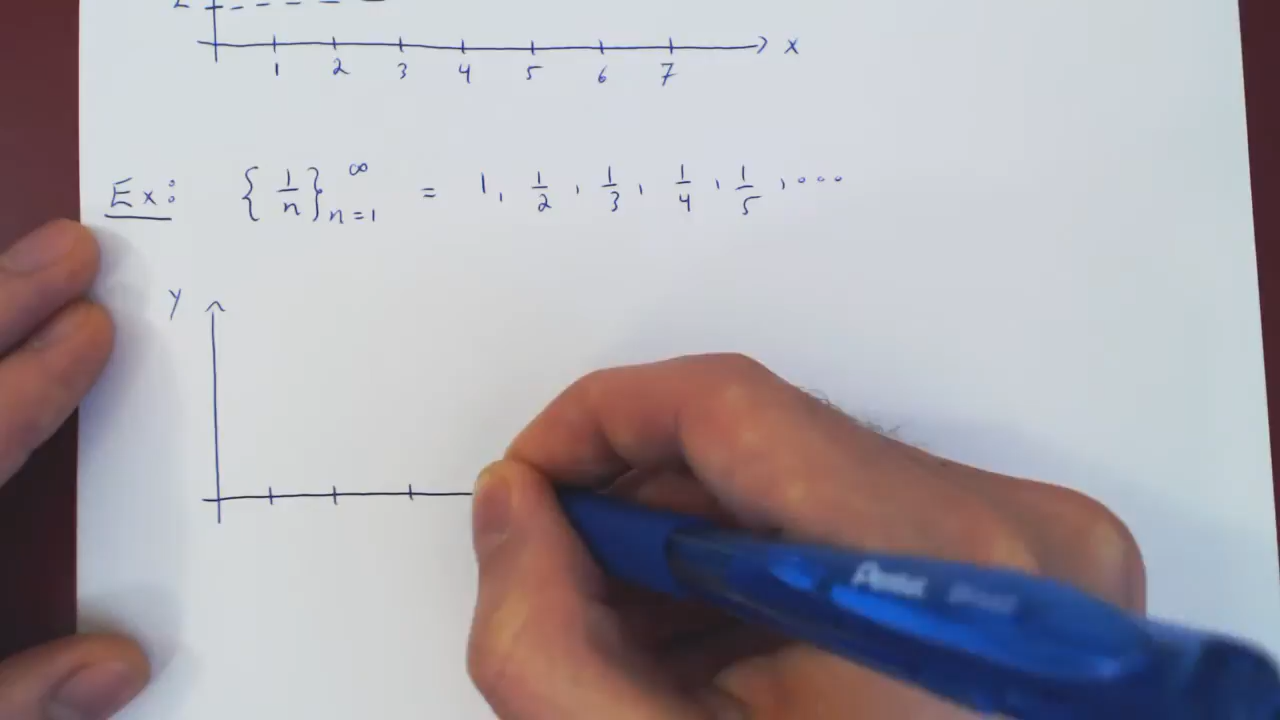 x
1 2 3 4 5 6 7
Ex: { 1/n }_{n=1}^{∞} = 1, 1/2, 1/3, 1/4, 1/5, ...
y
Pentel